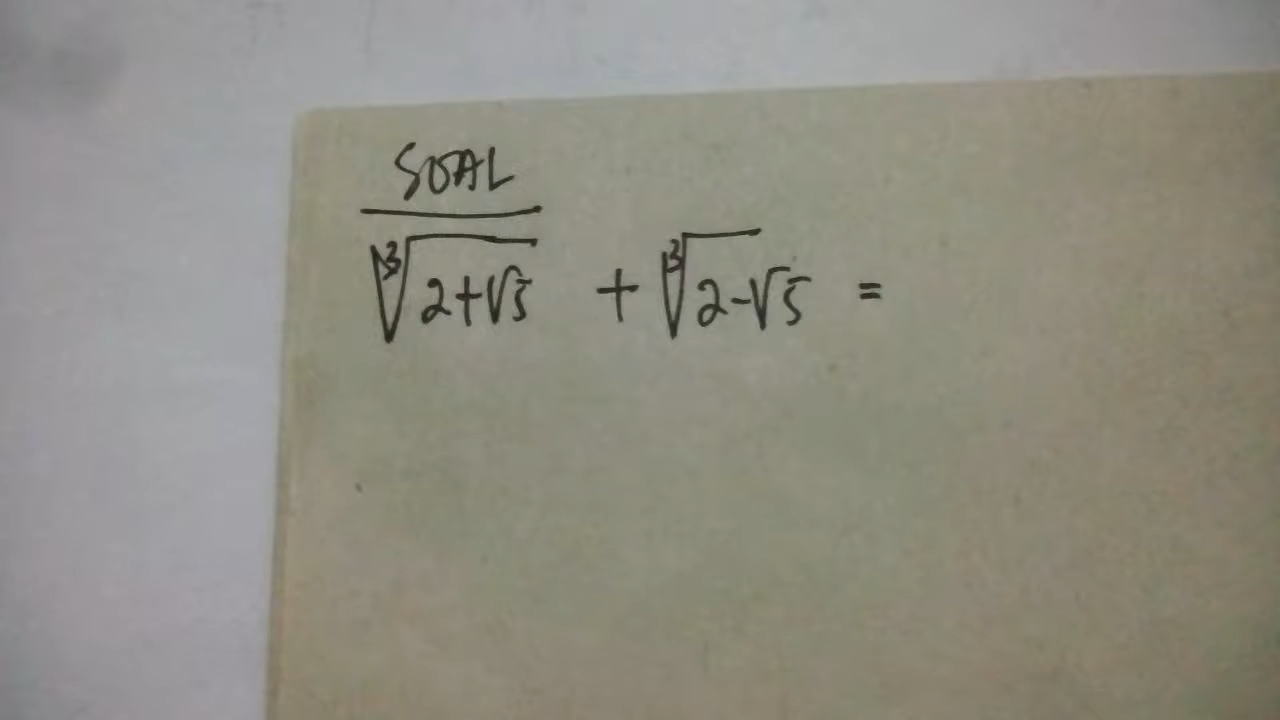 SOAL
∛(2+√5) + ∛(2-√5) =